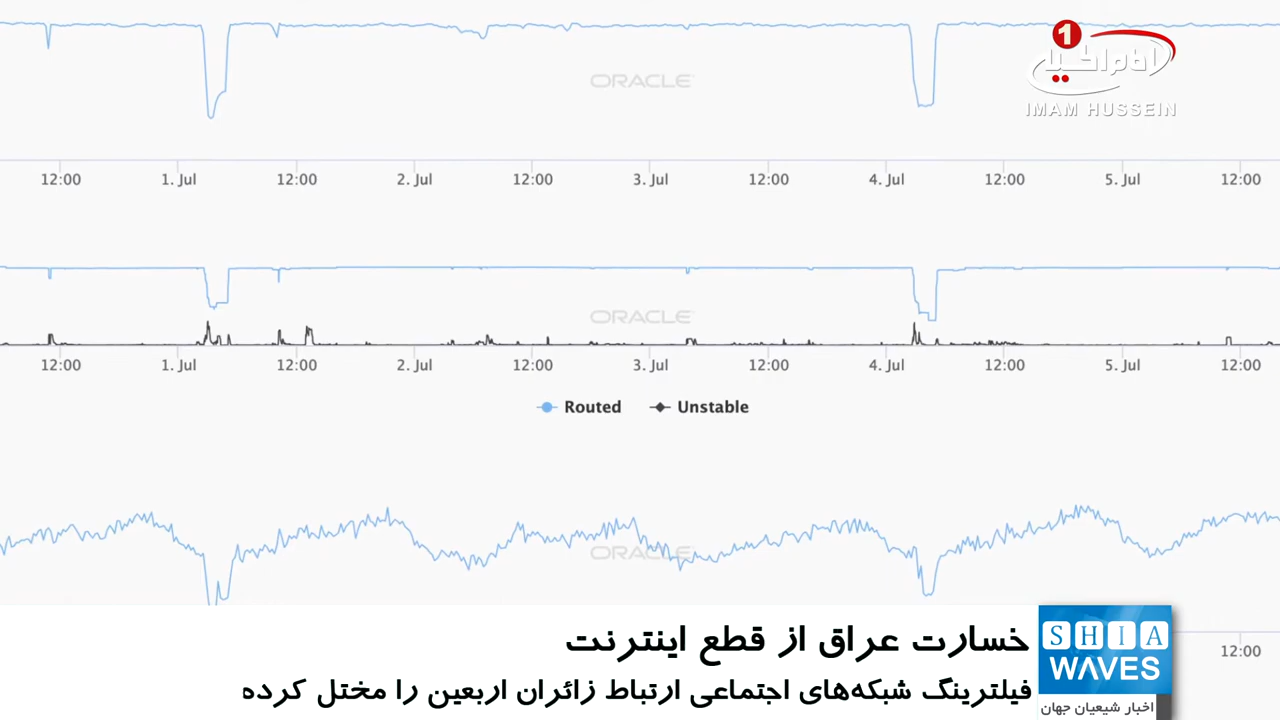 1
امام حسین
IMAM HUSSEIN
ORACLE
12:00 1. Jul 12:00 2. Jul 12:00 3. Jul 12:00 4. Jul 12:00 5. Jul 12:00
ORACLE
12:00 1. Jul 12:00 2. Jul 12:00 3. Jul 12:00 4. Jul 12:00 5. Jul 12:00
Routed Unstable
ORACLE
12:00
خسارت عراق از قطع اینترنت
فیلترینگ شبکه‌های اجتماعی ارتباط زائران اربعین را مختل کرده
SHIA
WAVES
اخبار شیعیان جهان